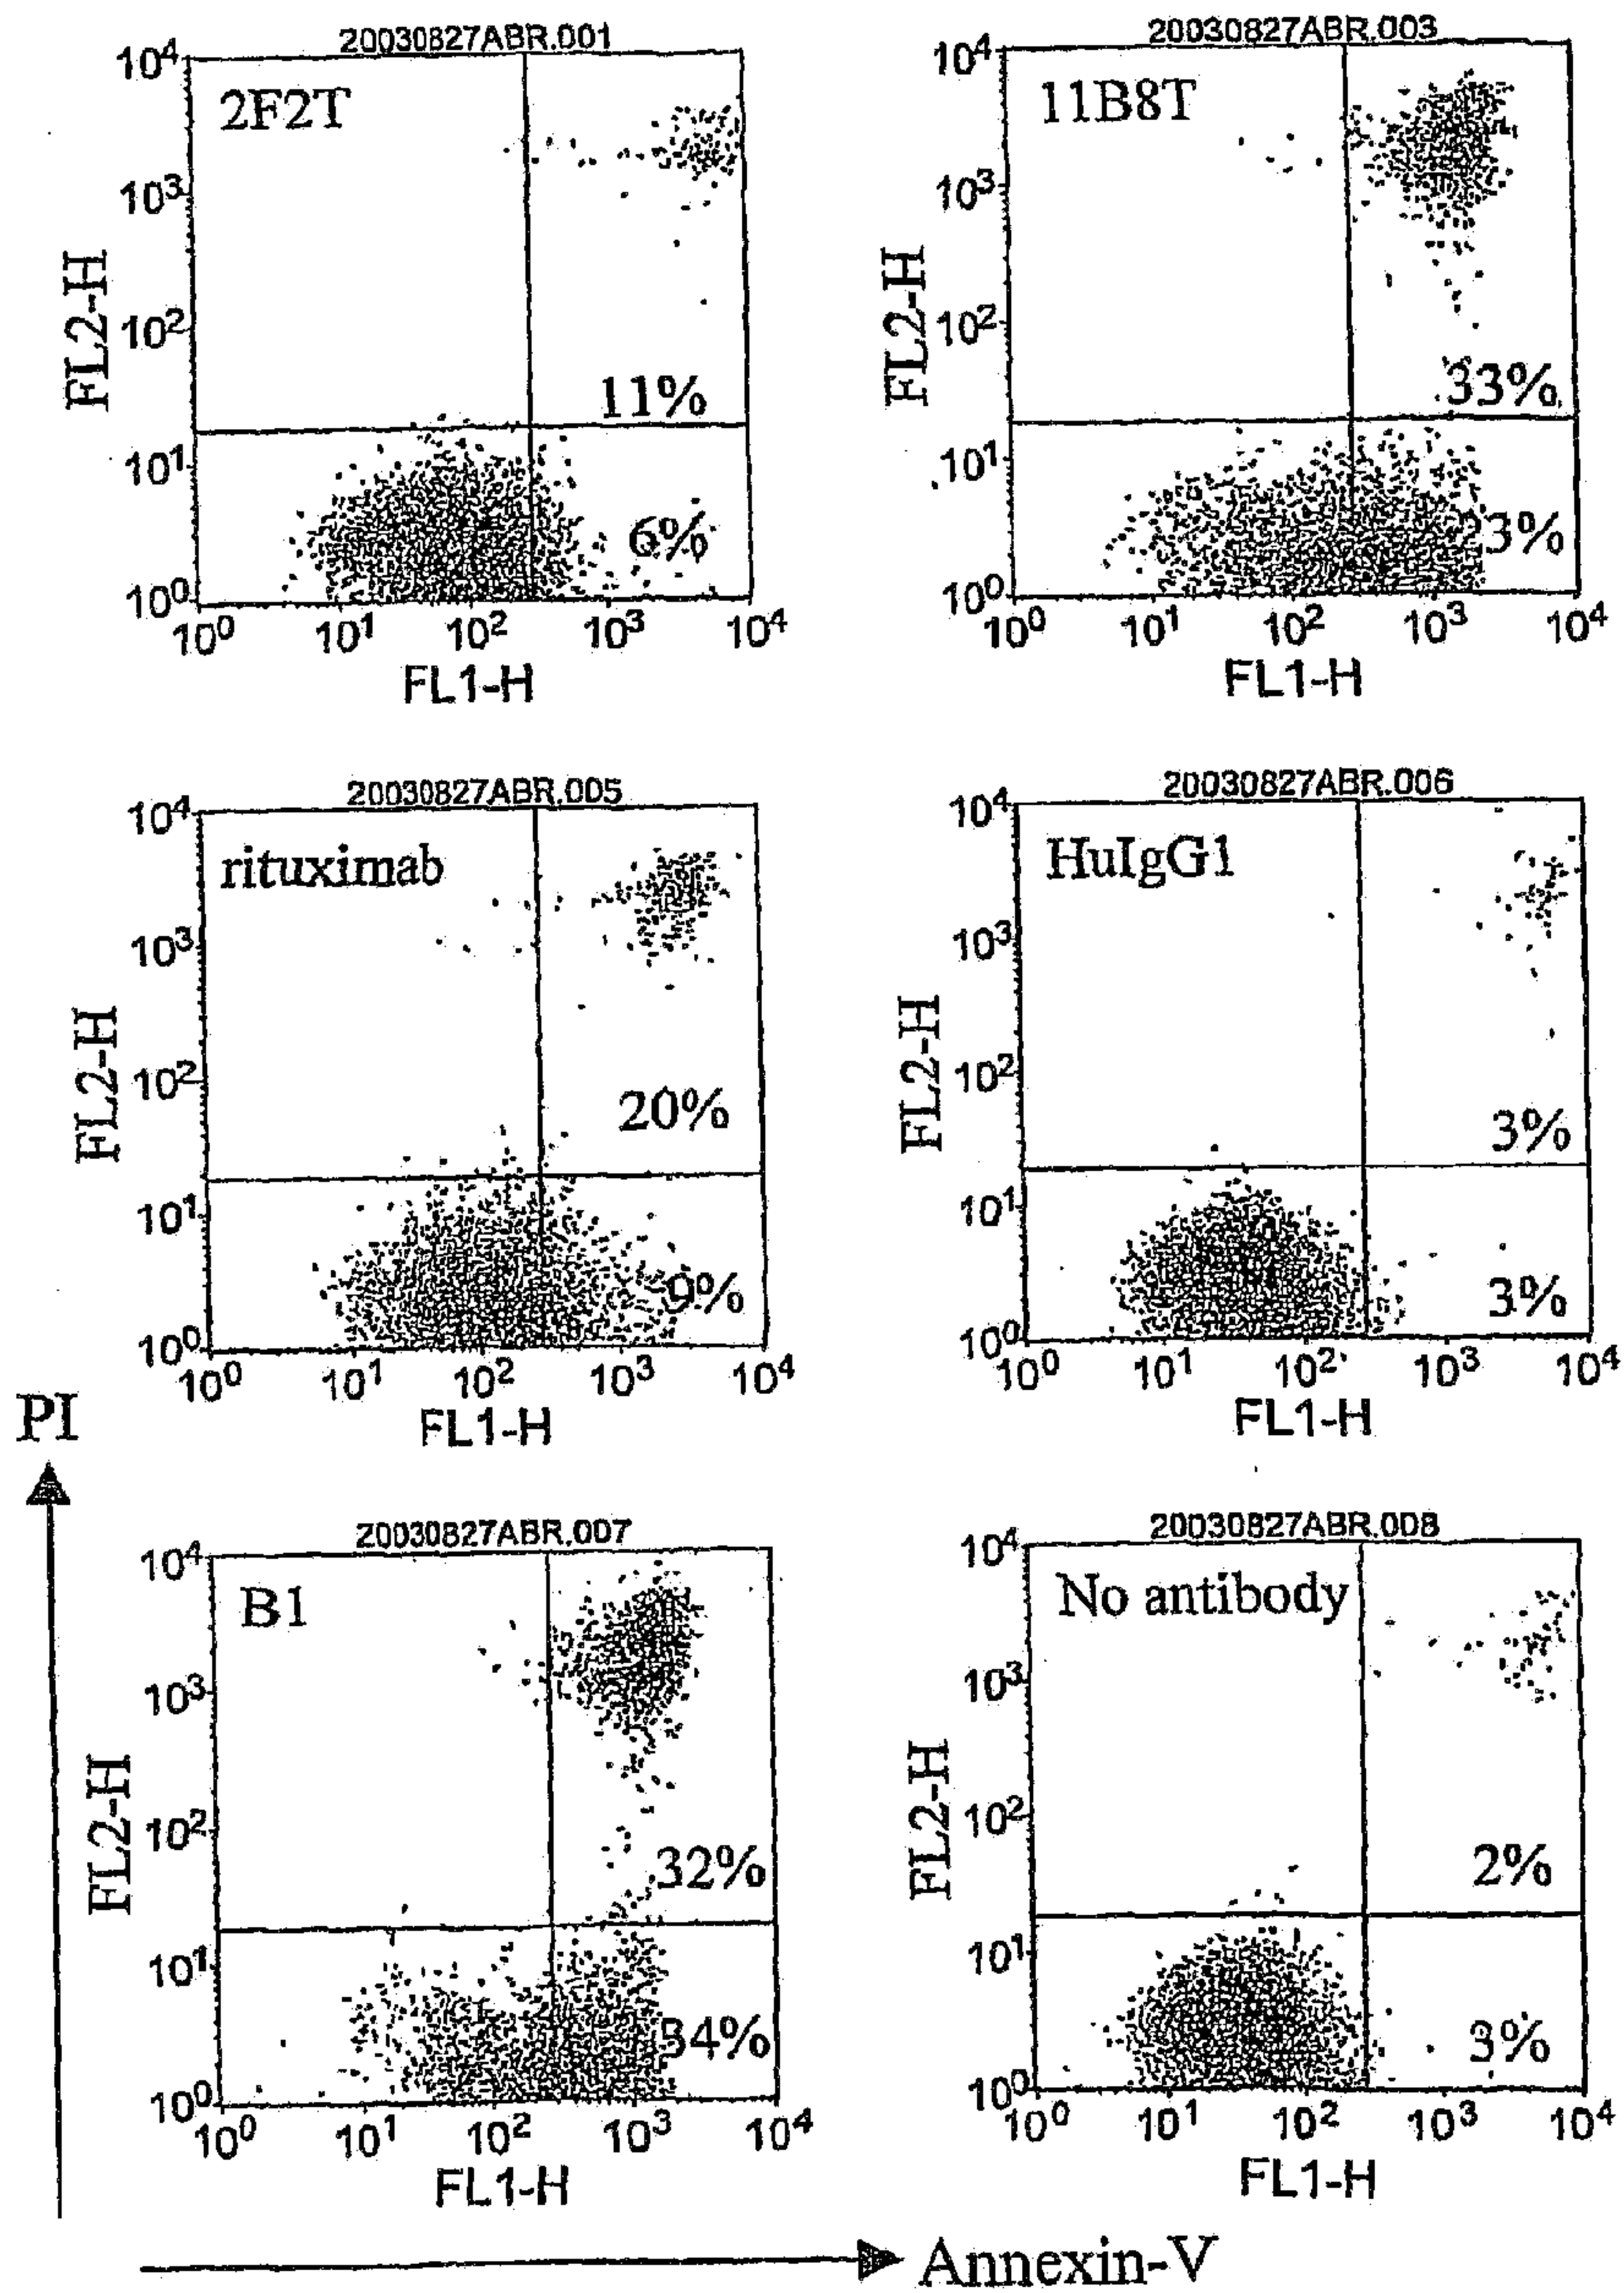 20030827ABR.001
2F2T
10⁴
10³
10²
10¹
10⁰
FL2-H
11%
6%
10⁰ 10¹ 10² 10³ 10⁴
FL1-H
20030827ABR.003
11B8T
10⁴
10³
10²
10¹
10⁰
FL2-H
33%
3%
10⁰ 10¹ 10² 10³ 10⁴
FL1-H
20030827ABR.005
rituximab
10⁴
10³
10²
10¹
10⁰
FL2-H
20%
9%
10⁰ 10¹ 10² 10³ 10⁴
FL1-H
20030827ABR.006
HuIgG1
10⁴
10³
10²
10¹
10⁰
FL2-H
3%
3%
10⁰ 10¹ 10² 10³ 10⁴
FL1-H
PI
20030827ABR.007
B1
10⁴
10³
10²
10¹
10⁰
FL2-H
32%
34%
10⁰ 10¹ 10² 10³ 10⁴
FL1-H
20030827ABR.008
No antibody
10⁴
10³
10²
10¹
10⁰
FL2-H
2%
3%
10⁰ 10¹ 10² 10³ 10⁴
FL1-H
Annexin-V